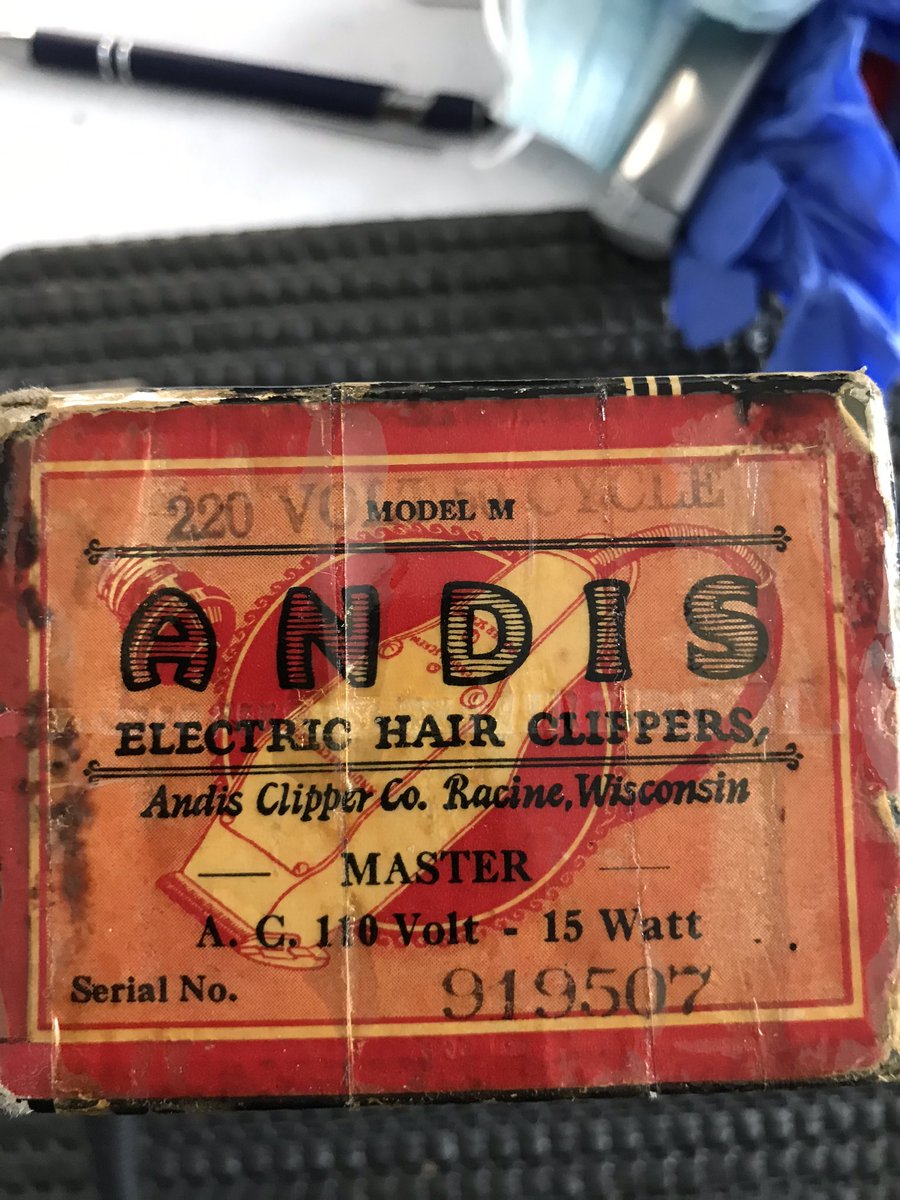 220 VOLT CYCLE
MODEL M
ANDIS
ELECTRIC HAIR CLIPPERS,
Andis Clipper Co. Racine, Wisconsin
— MASTER —
A. C. 110 Volt - 15 Watt
Serial No. 919507